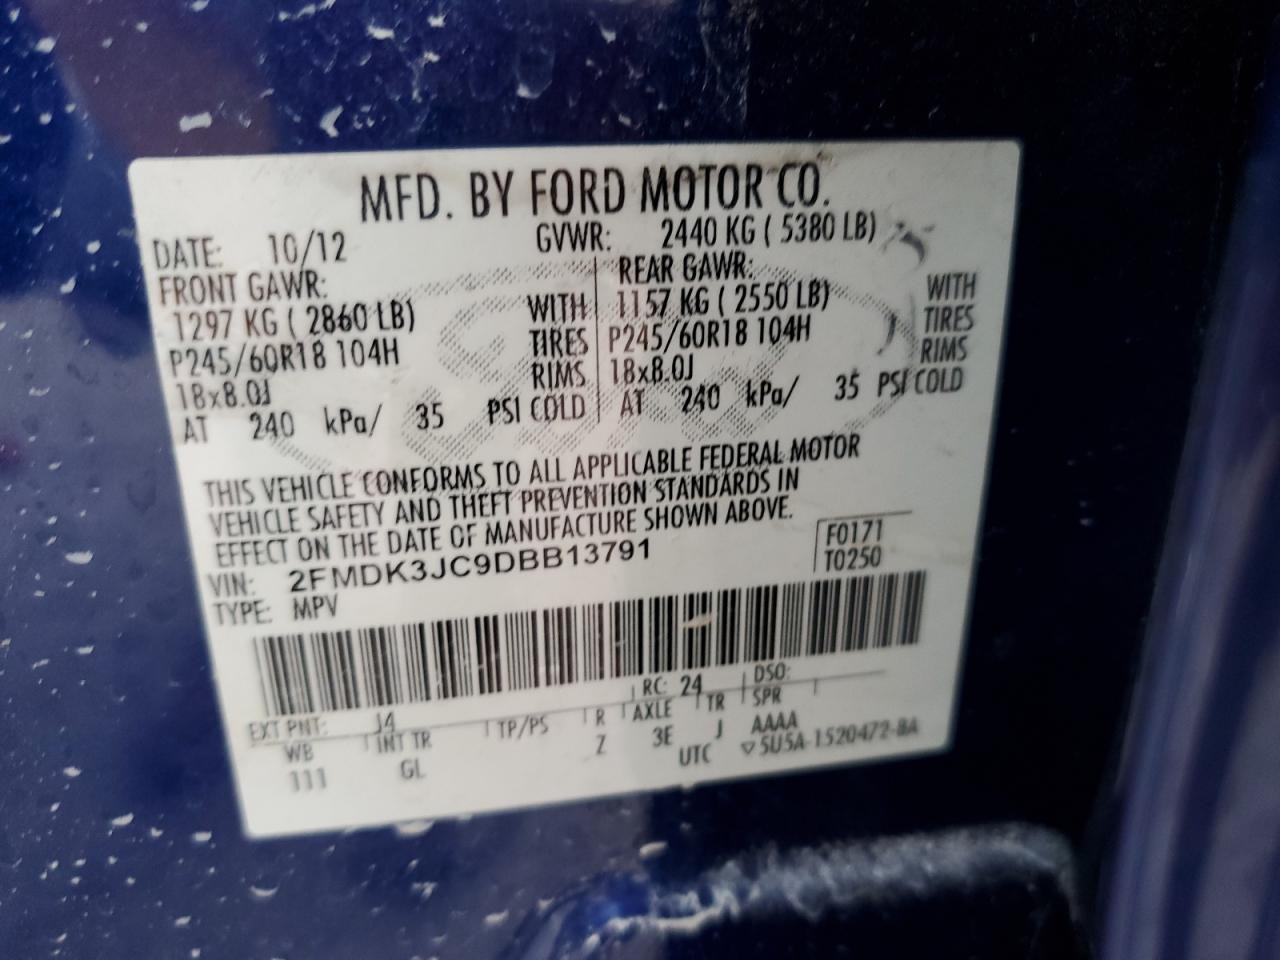 MFD. BY FORD MOTOR CO.
DATE: 10/12 GVWR: 2440 KG ( 5380 LB)
FRONT GAWR: REAR GAWR:
1297 KG ( 2860 LB) WITH 1157 KG ( 2550 LB) WITH
P245/60R18 104H TIRES P245/60R18 104H TIRES
18x8.0J RIMS 18x8.0J RIMS
AT 240 kPa/ 35 PSI COLD AT 240 kPa/ 35 PSI COLD
THIS VEHICLE CONFORMS TO ALL APPLICABLE FEDERAL MOTOR
VEHICLE SAFETY AND THEFT PREVENTION STANDARDS IN
EFFECT ON THE DATE OF MANUFACTURE SHOWN ABOVE.
VIN: 2FMDK3JC9DBB13791 F0171
TYPE: MPV T0250
EXT PNT: J4 RC: 24 DSO:
WB INT TR TP/PS R AXLE TR SPR
111 GL Z 3E J AAAA
UTC ▽5U5A-1520472-BA